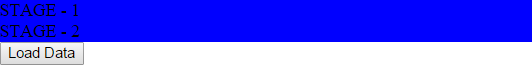 STAGE - 1
STAGE - 2
Load Data